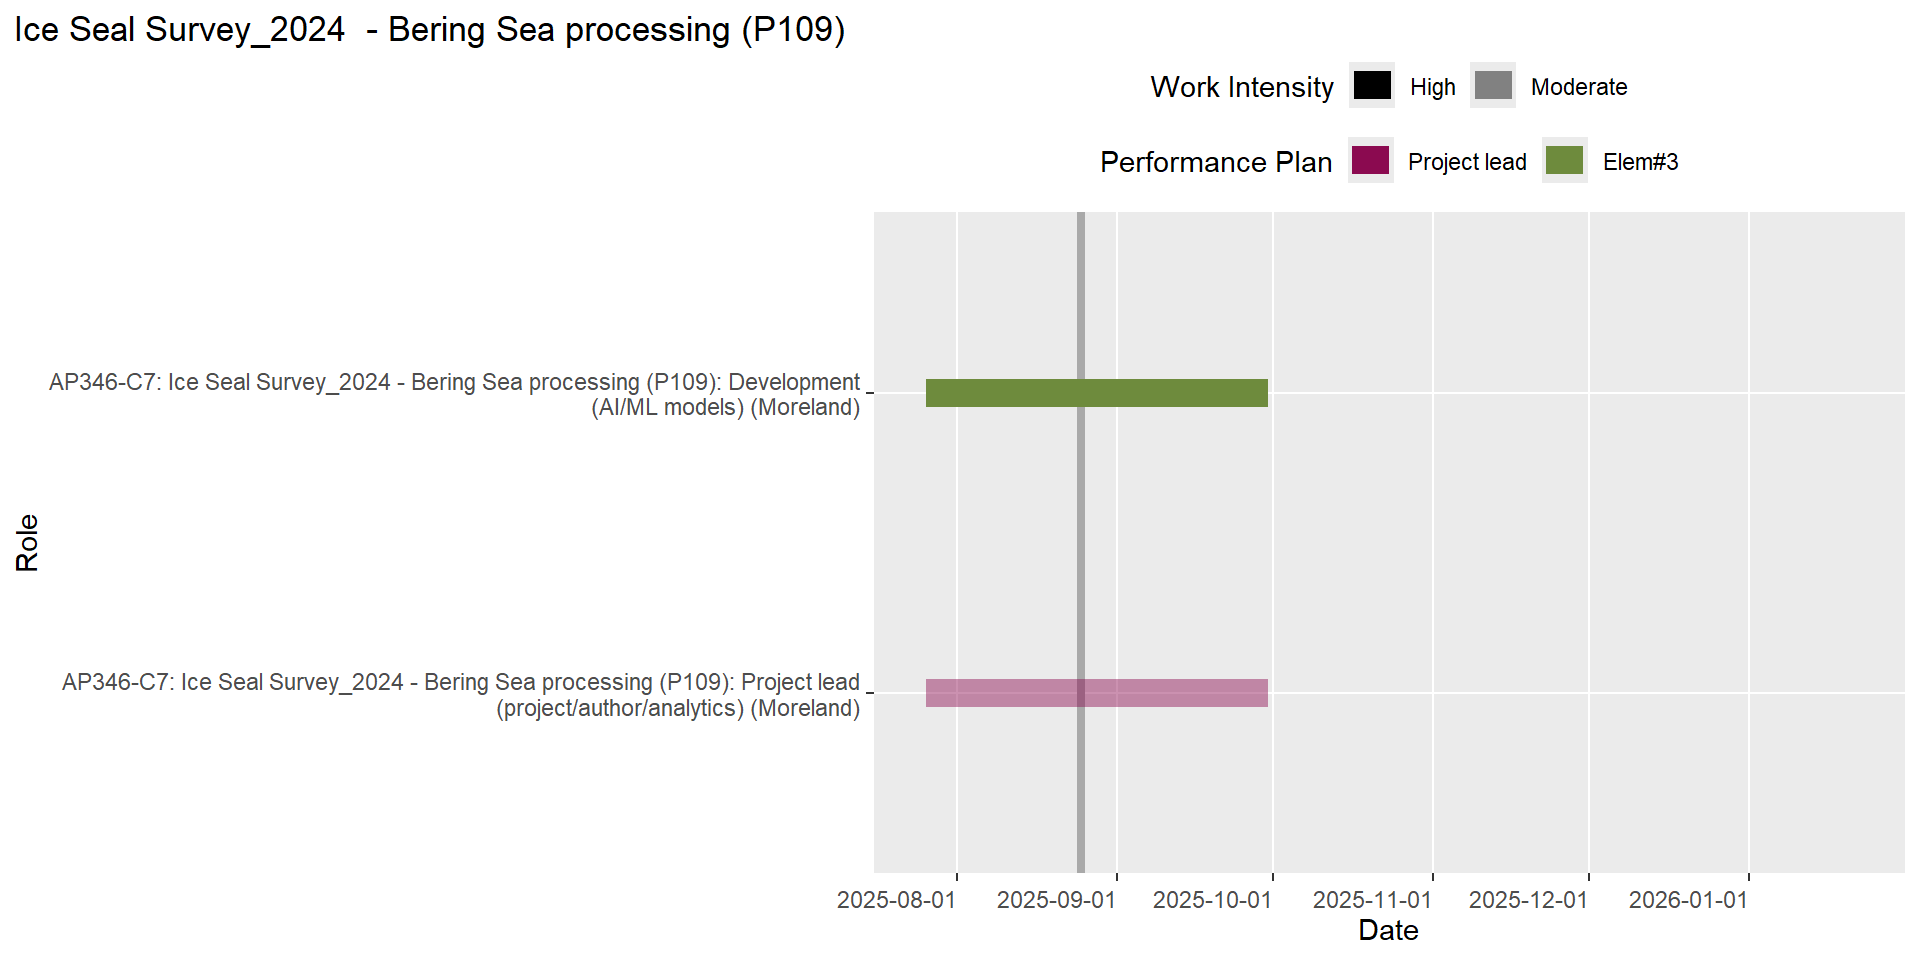 Ice Seal Survey_2024  - Bering Sea processing (P109)
Work Intensity High Moderate
Performance Plan Project lead Elem#3
AP346-C7: Ice Seal Survey_2024 - Bering Sea processing (P109): Development
(AI/ML models) (Moreland)
Role
AP346-C7: Ice Seal Survey_2024 - Bering Sea processing (P109): Project lead
(project/author/analytics) (Moreland)
2025-08-01 2025-09-01 2025-10-01 2025-11-01 2025-12-01 2026-01-01
Date